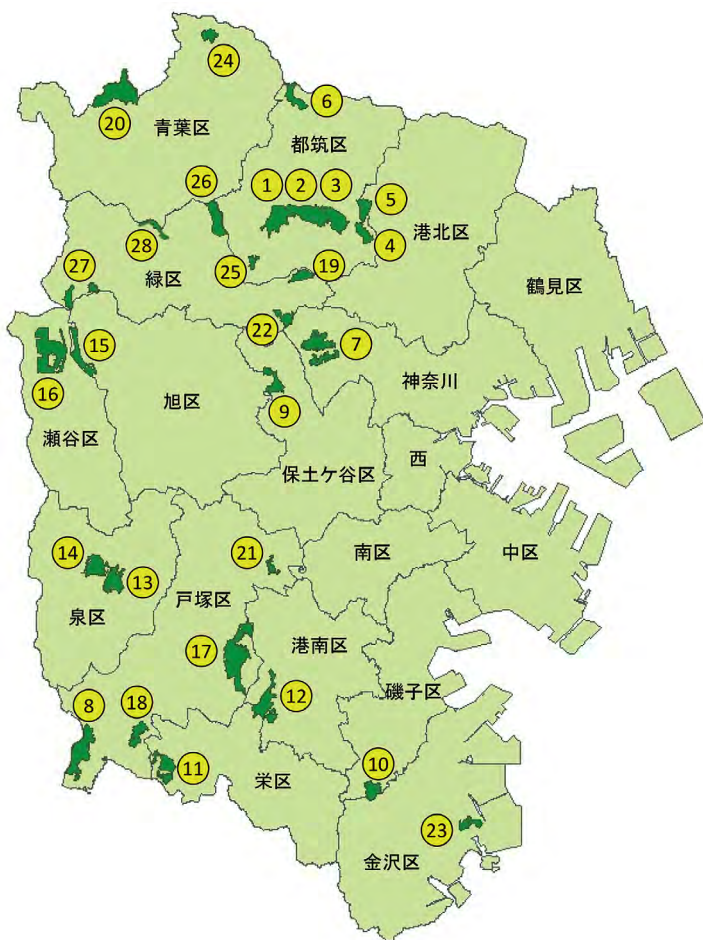 24
20
6
青葉区
都筑区
26
1 2 3
5
28
港北区
4
27
緑区
25
19
鶴見区
15
22
7
16
旭区
神奈川
9
瀬谷区
西
保土ケ谷区
14
21
南区
中区
13
戸塚区
泉区
17
港南区
12
磯子区
8
18
11
栄区
10
23
金沢区